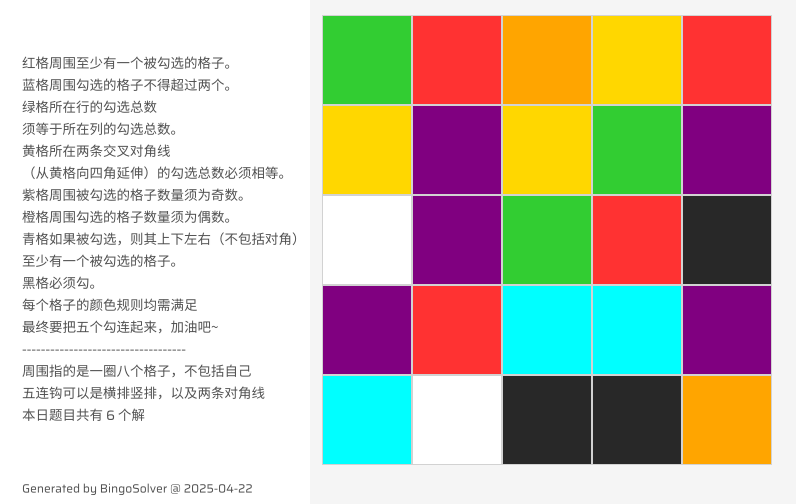 红格周围至少有一个被勾选的格子。
蓝格周围勾选的格子不得超过两个。
绿格所在行的勾选总数
须等于所在列的勾选总数。
黄格所在两条交叉对角线
（从黄格向四角延伸）的勾选总数必须相等。
紫格周围被勾选的格子数量须为奇数。
橙格周围勾选的格子数量须为偶数。
青格如果被勾选，则其上下左右（不包括对角）
至少有一个被勾选的格子。
黑格必须勾。
每个格子的颜色规则均需满足
最终要把五个勾连起来，加油吧~
----------------------------------
周围指的是一圈八个格子，不包括自己
五连钩可以是横排竖排，以及两条对角线
本日题目共有 6 个解
Generated by BingoSolver @ 2025-04-22